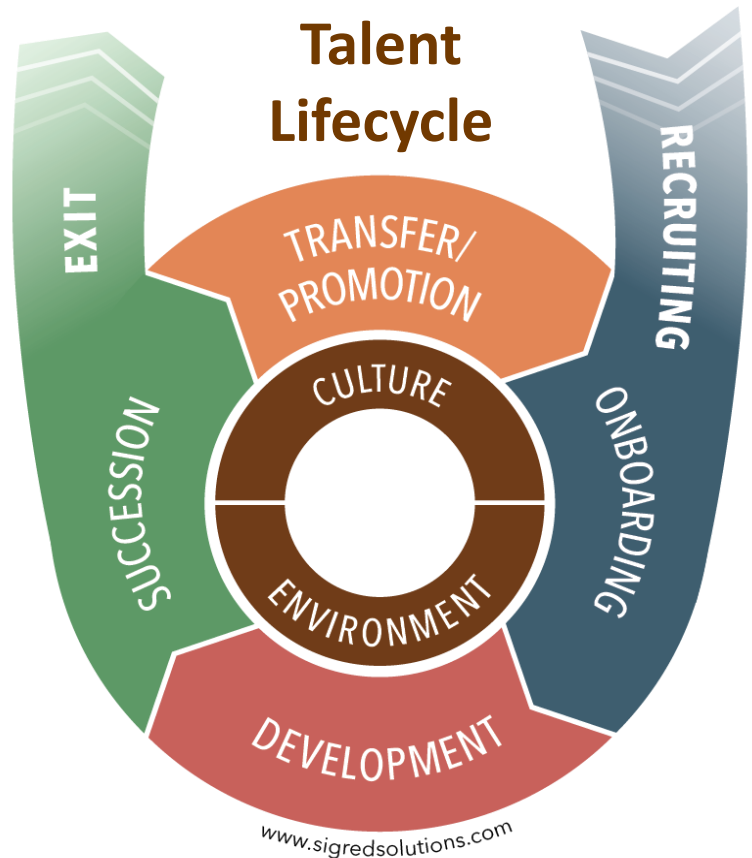 Talent
Lifecycle
RECRUITING
ONBOARDING
DEVELOPMENT
SUCCESSION
EXIT
TRANSFER/
PROMOTION
CULTURE
ENVIRONMENT
www.sigredsolutions.com